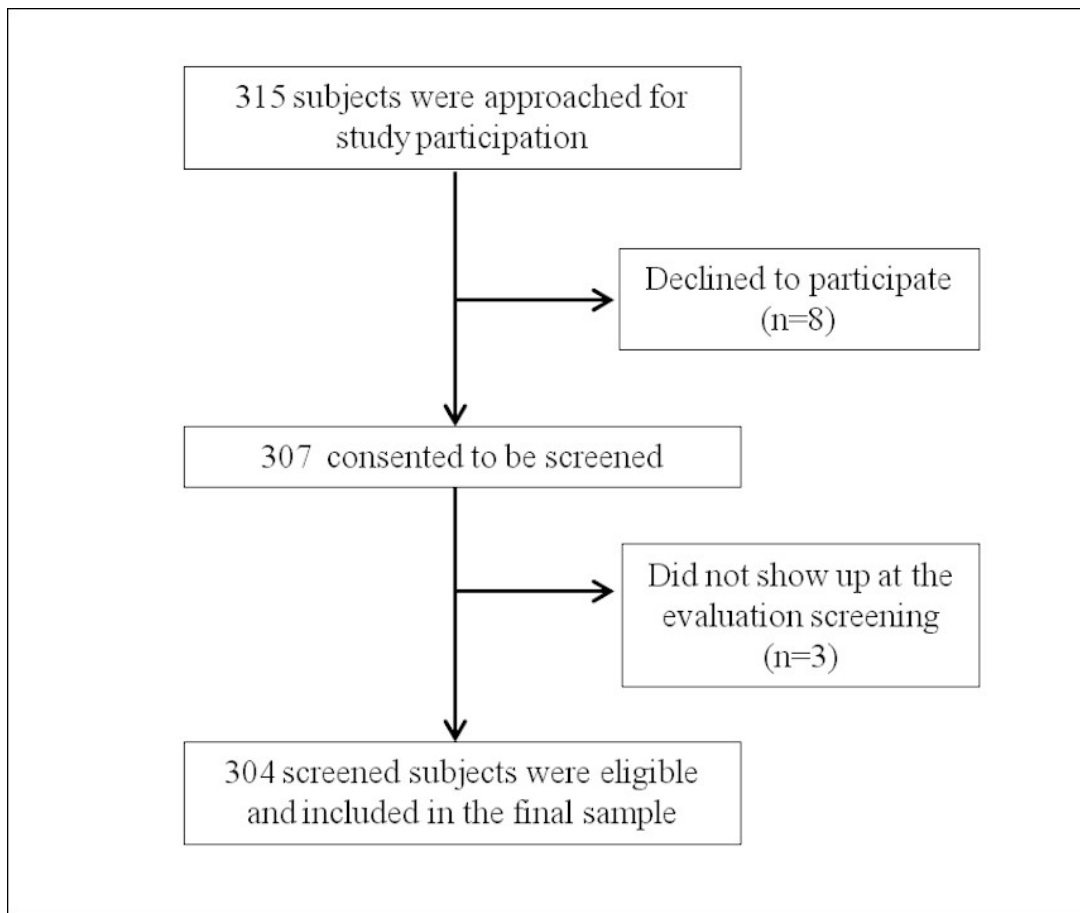 315 subjects were approached for
study participation
Declined to participate
(n=8)
307 consented to be screened
Did not show up at the
evaluation screening
(n=3)
304 screened subjects were eligible
and included in the final sample